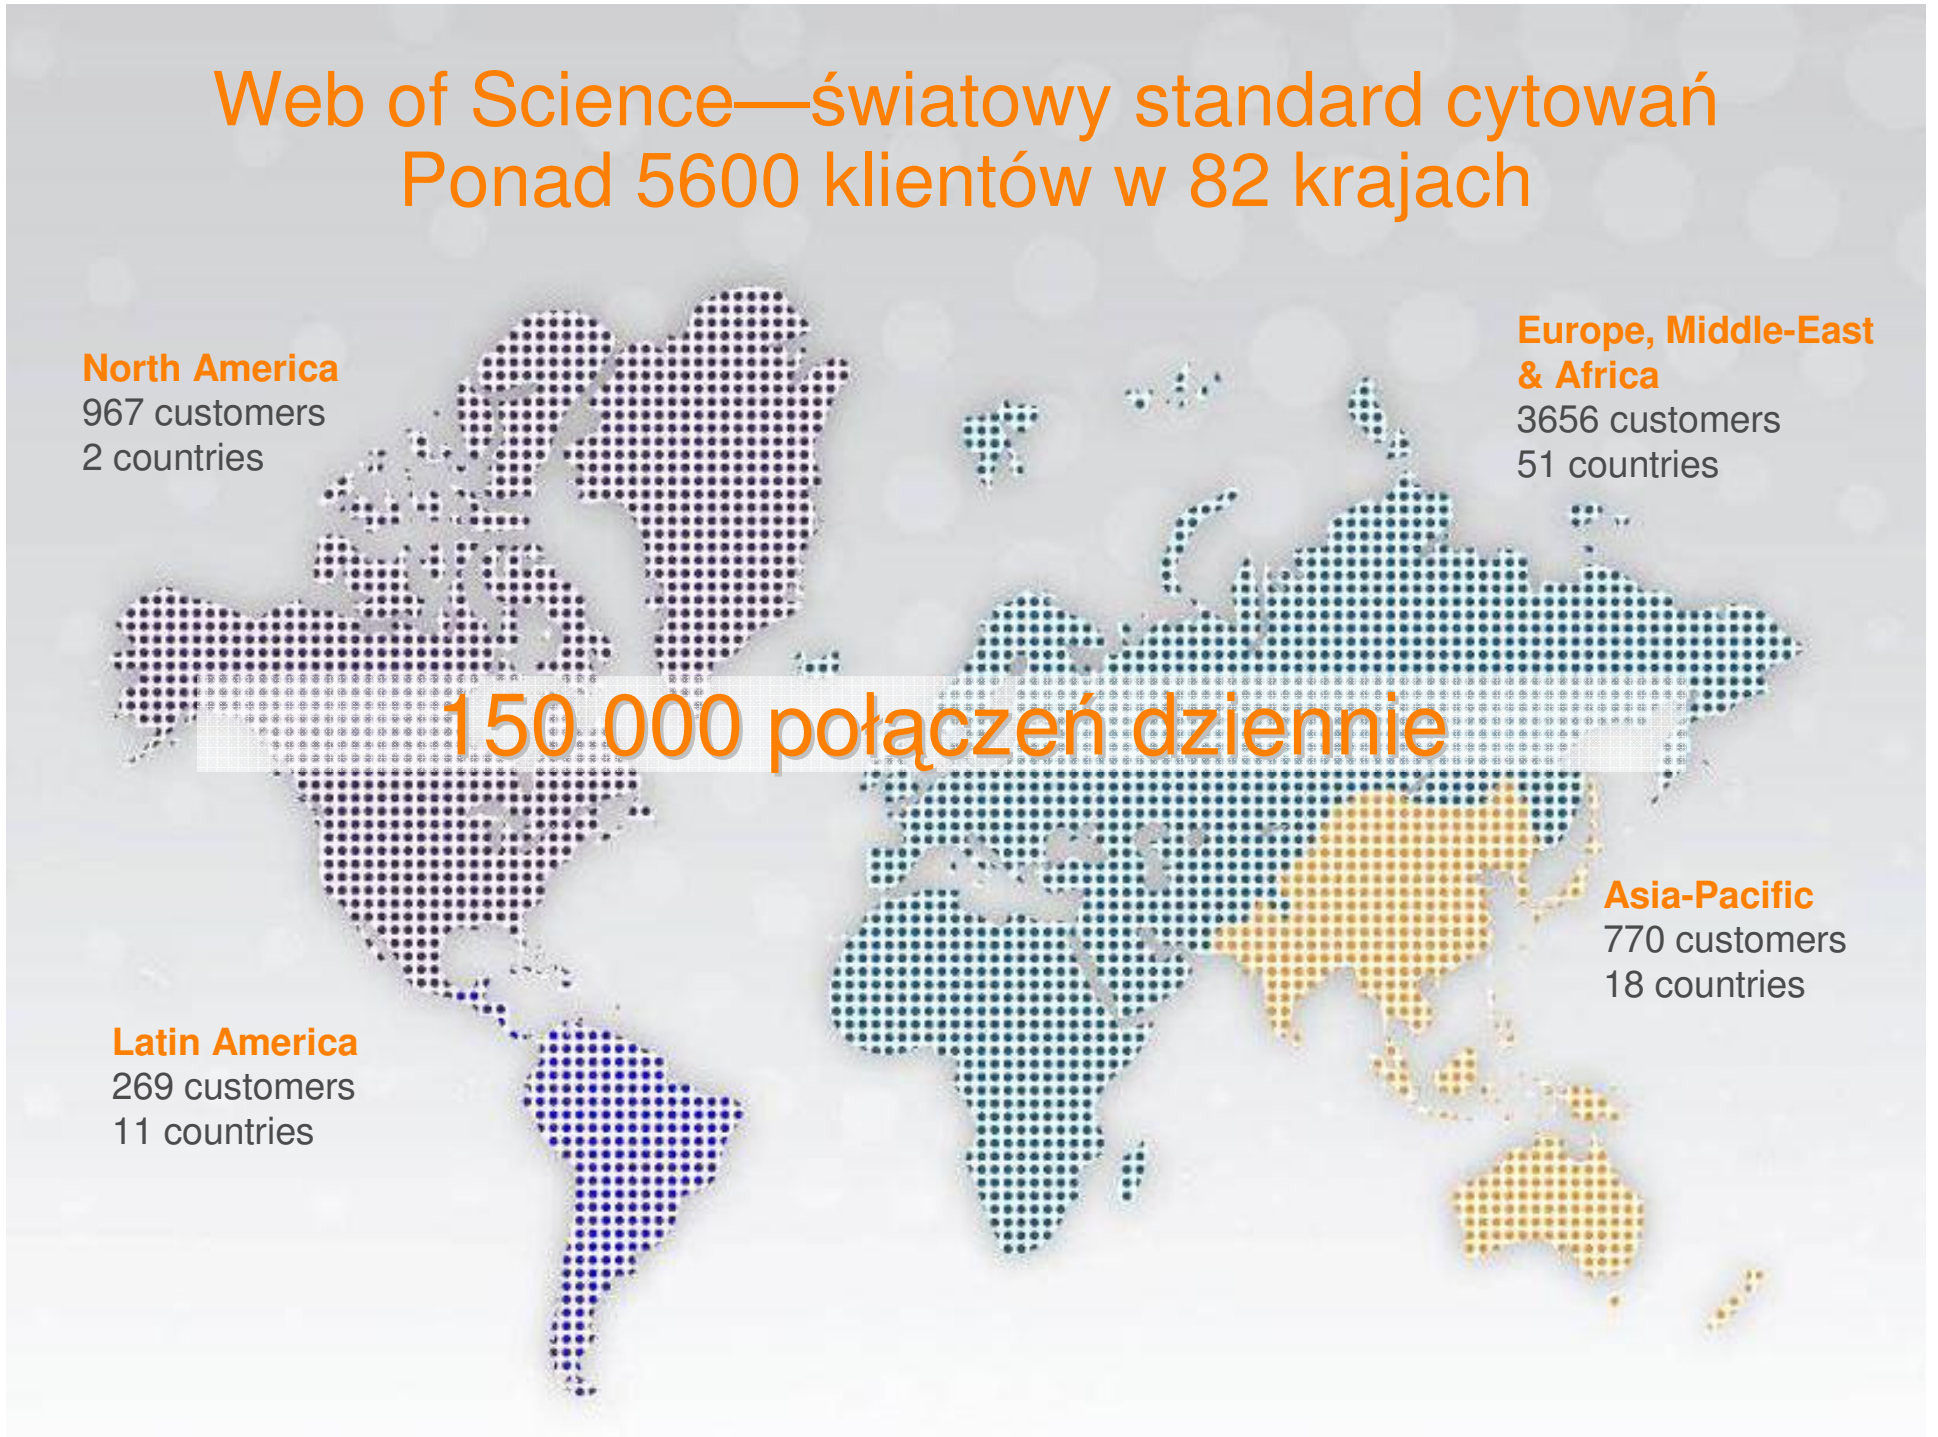 Web of Science—światowy standard cytowań
Ponad 5600 klientów w 82 krajach
North America
967 customers
2 countries
Europe, Middle-East
& Africa
3656 customers
51 countries
150 000 połączeń dziennie
Asia-Pacific
770 customers
18 countries
Latin America
269 customers
11 countries